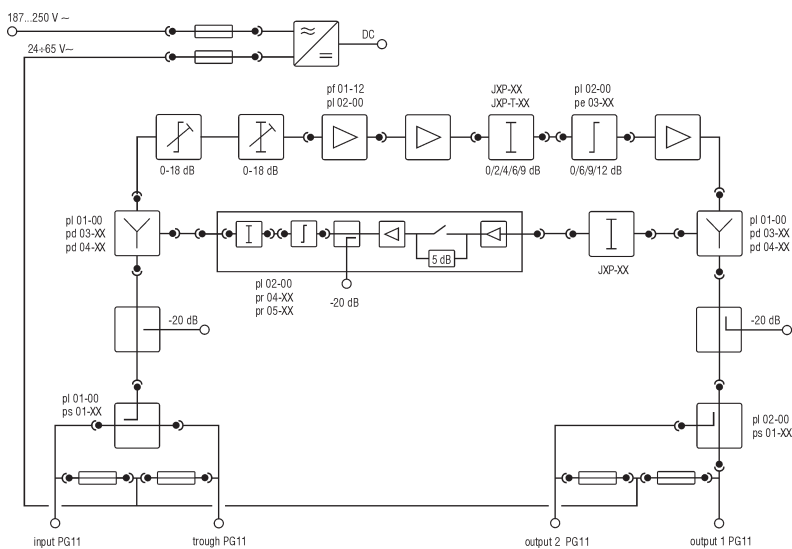 187...250 V~
DC
24÷65 V~
pf 01-12
pl 02-00
JXP-XX
JXP-T-XX
pl 02-00
pe 03-XX
0-18 dB
0-18 dB
0/2/4/6/9 dB
0/6/9/12 dB
pl 01-00
pd 03-XX
pd 04-XX
pl 01-00
pd 03-XX
pd 04-XX
5 dB
JXP-XX
pl 02-00
pr 04-XX
pr 05-XX
-20 dB
-20 dB
-20 dB
pl 01-00
ps 01-XX
pl 02-00
ps 01-XX
input PG11
trough PG11
output 2 PG11
output 1 PG11